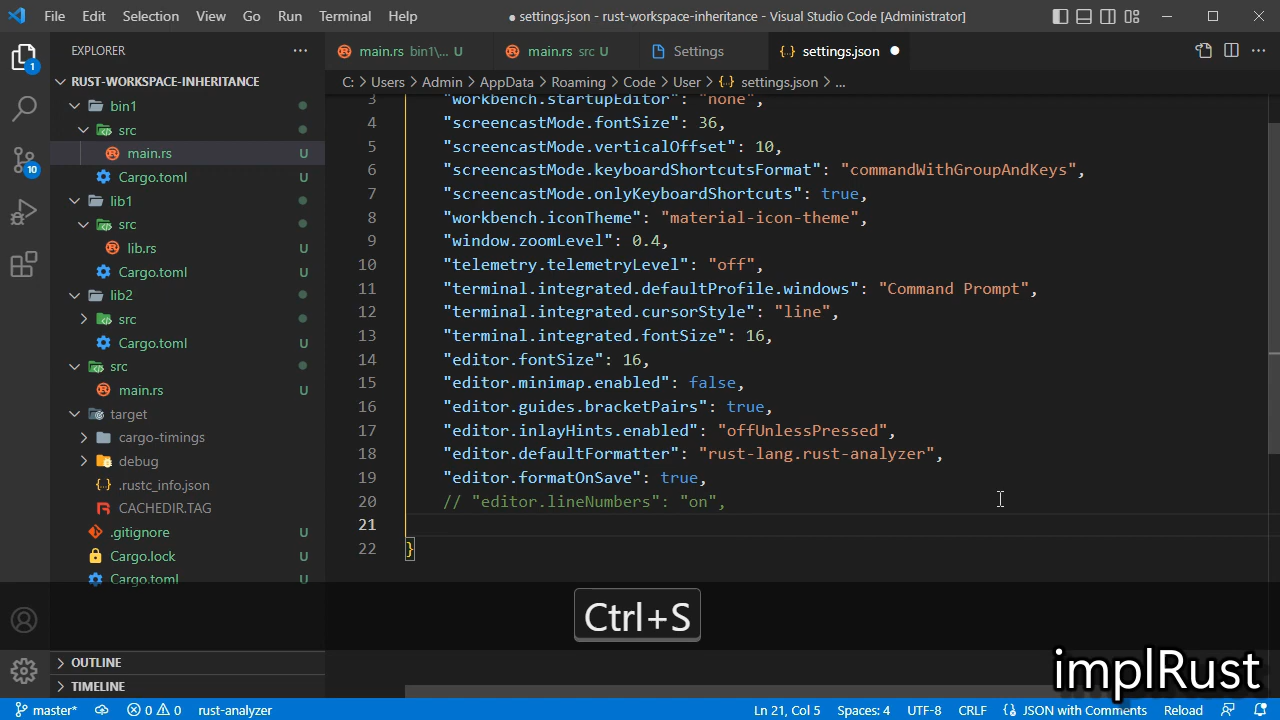 File Edit Selection View Go Run Terminal Help
● settings.json - rust-workspace-inheritance - Visual Studio Code [Administrator]
EXPLORER
main.rs bin1\... U
main.rs src U
Settings
settings.json
C: > Users > Admin > AppData > Roaming > Code > User > settings.json > ...
RUST-WORKSPACE-INHERITANCE
bin1
src
main.rs U
Cargo.toml U
lib1
src
lib.rs U
Cargo.toml U
lib2
src
Cargo.toml U
src
main.rs U
target
cargo-timings
debug
.rustc_info.json
CACHEDIR.TAG
.gitignore U
Cargo.lock U
Cargo.toml U
OUTLINE
TIMELINE
1
10
3 "workbench.startupEditor": "none",
4 "screencastMode.fontSize": 36,
5 "screencastMode.verticalOffset": 10,
6 "screencastMode.keyboardShortcutsFormat": "commandWithGroupAndKeys",
7 "screencastMode.onlyKeyboardShortcuts": true,
8 "workbench.iconTheme": "material-icon-theme",
9 "window.zoomLevel": 0.4,
10 "telemetry.telemetryLevel": "off",
11 "terminal.integrated.defaultProfile.windows": "Command Prompt",
12 "terminal.integrated.cursorStyle": "line",
13 "terminal.integrated.fontSize": 16,
14 "editor.fontSize": 16,
15 "editor.minimap.enabled": false,
16 "editor.guides.bracketPairs": true,
17 "editor.inlayHints.enabled": "offUnlessPressed",
18 "editor.defaultFormatter": "rust-lang.rust-analyzer",
19 "editor.formatOnSave": true,
20 // "editor.lineNumbers": "on",
21
22 }
Ctrl+S
implRust
master* 0 0 rust-analyzer Ln 21, Col 5 Spaces: 4 UTF-8 CRLF JSON with Comments Reload